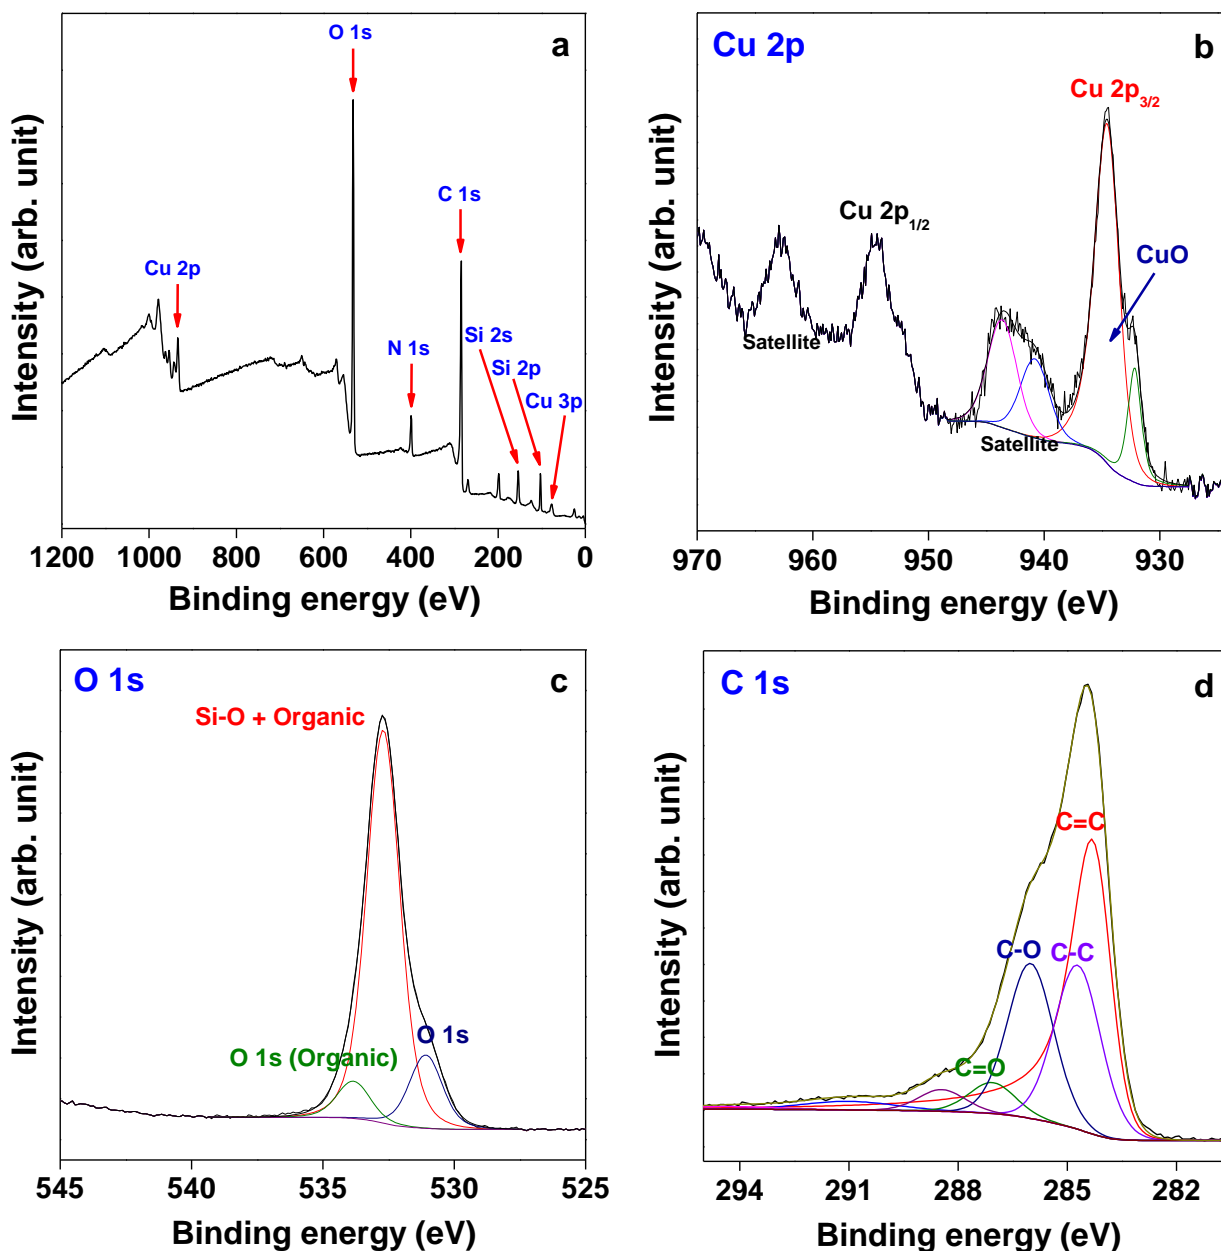 a
O 1s
C 1s
Cu 2p
N 1s
Si 2s
Si 2p
Cu 3p
Intensity (arb. unit)
1200 1000 800 600 400 200 0
Binding energy (eV)
Cu 2p
b
Cu 2p3/2
Cu 2p1/2
CuO
Satellite
Satellite
Intensity (arb. unit)
970 960 950 940 930
Binding energy (eV)
O 1s
c
Si-O + Organic
O 1s
O 1s (Organic)
Intensity (arb. unit)
545 540 535 530 525
Binding energy (eV)
C 1s
d
C=C
C-O
C-C
C=O
Intensity (arb. unit)
294 291 288 285 282
Binding energy (eV)